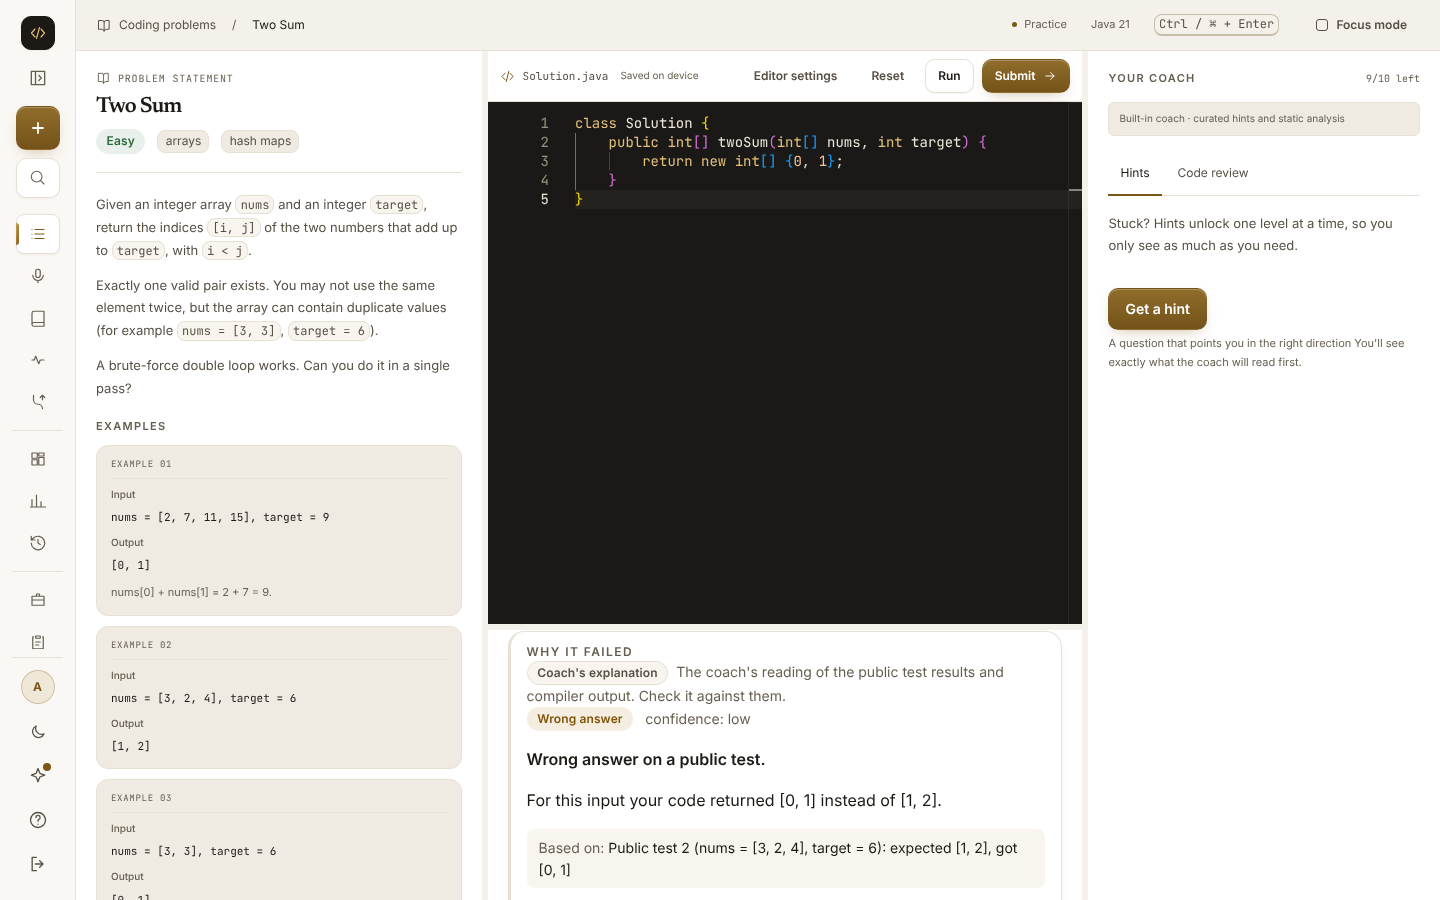 Coding problems / Two Sum
Practice
Java 21
Ctrl / ⌘ + Enter
Focus mode
PROBLEM STATEMENT
Two Sum
Easy
arrays
hash maps
Given an integer array nums and an integer target,
return the indices [i, j] of the two numbers that add up
to target, with i < j.
Exactly one valid pair exists. You may not use the same
element twice, but the array can contain duplicate values
(for example nums = [3, 3], target = 6).
A brute-force double loop works. Can you do it in a single
pass?
EXAMPLES
EXAMPLE 01
Input
nums = [2, 7, 11, 15], target = 9
Output
[0, 1]
nums[0] + nums[1] = 2 + 7 = 9.
EXAMPLE 02
Input
nums = [3, 2, 4], target = 6
Output
[1, 2]
EXAMPLE 03
Input
nums = [3, 3], target = 6
Output
[0, 1]
A
</> Solution.java
Saved on device
Editor settings
Reset
Run
Submit →
1 class Solution {
2 public int[] twoSum(int[] nums, int target) {
3 return new int[] {0, 1};
4 }
5 }
WHY IT FAILED
Coach's explanation The coach's reading of the public test results and
compiler output. Check it against them.
Wrong answer confidence: low
Wrong answer on a public test.
For this input your code returned [0, 1] instead of [1, 2].
Based on: Public test 2 (nums = [3, 2, 4], target = 6): expected [1, 2], got
[0, 1]
YOUR COACH
9/10 left
Built-in coach · curated hints and static analysis
Hints
Code review
Stuck? Hints unlock one level at a time, so you
only see as much as you need.
Get a hint
A question that points you in the right direction You'll see
exactly what the coach will read first.